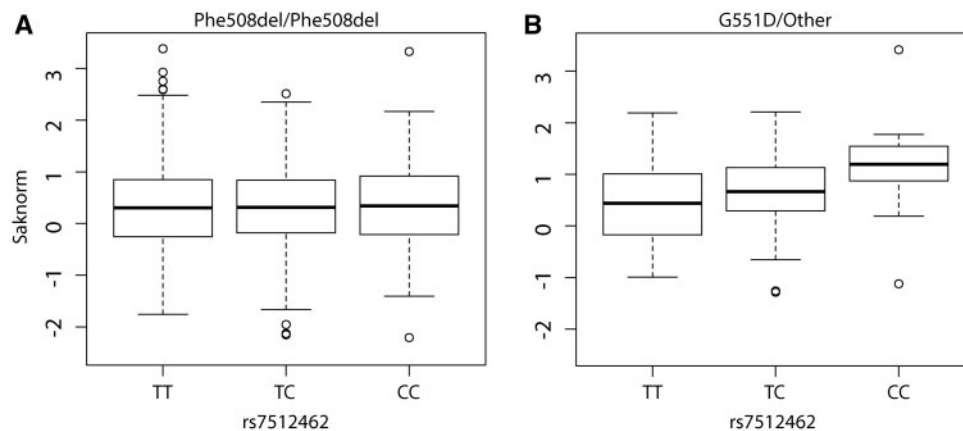 A
Phe508del/Phe508del
Saknorm
3
2
1
0
-1
-2
TT
TC
CC
rs7512462
B
G551D/Other
3
2
1
0
-1
-2
TT
TC
CC
rs7512462